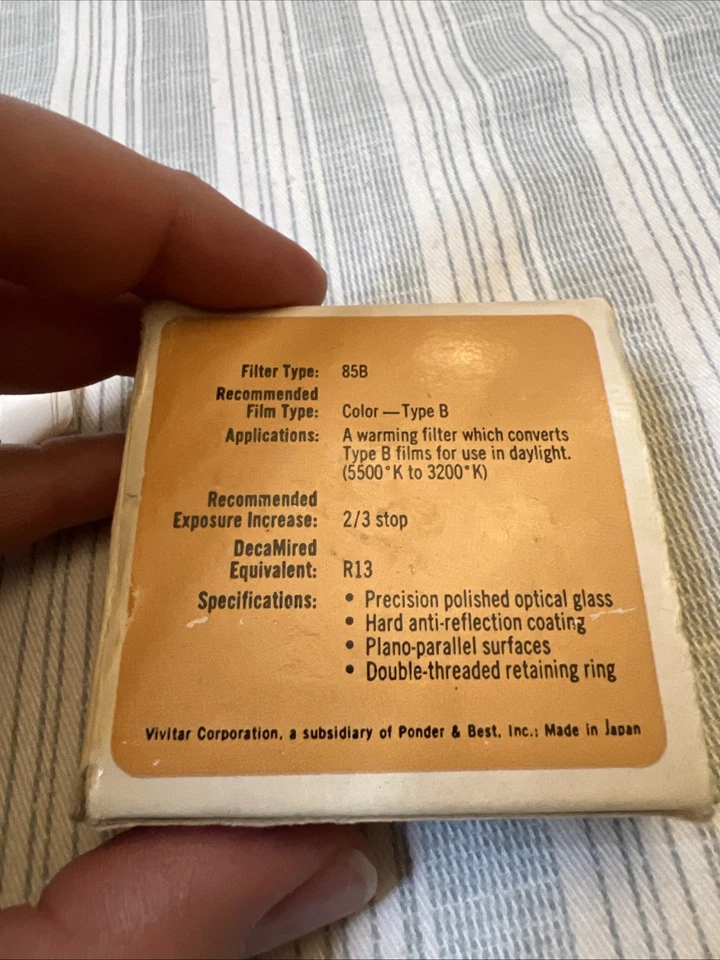 Filter Type: 85B
Recommended
Film Type: Color — Type B
Applications: A warming filter which converts
Type B films for use in daylight.
(5500°K to 3200°K)
Recommended
Exposure Increase: 2/3 stop
DecaMired
Equivalent: R13
Specifications: • Precision polished optical glass
• Hard anti-reflection coating
• Plano-parallel surfaces
• Double-threaded retaining ring
Vivitar Corporation, a subsidiary of Ponder & Best, Inc.; Made in Japan